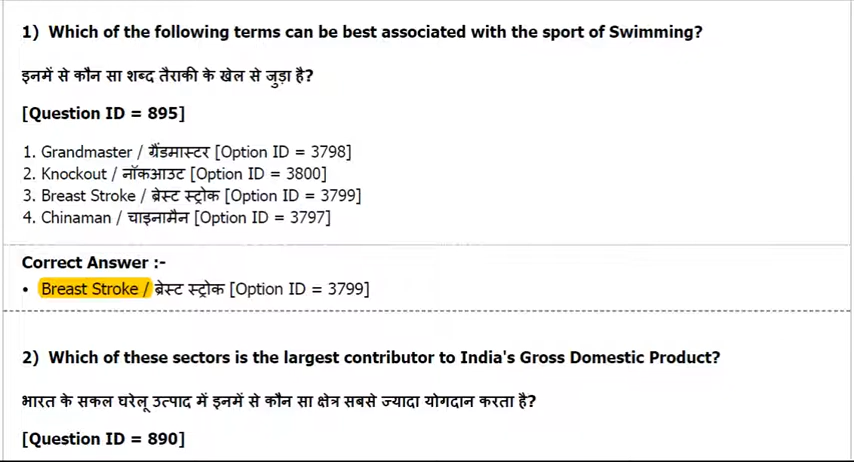 1) Which of the following terms can be best associated with the sport of Swimming?
इनमें से कौन सा शब्द तैराकी के खेल से जुड़ा है?
[Question ID = 895]
1. Grandmaster / ग्रैंडमास्टर [Option ID = 3798]
2. Knockout / नॉकआउट [Option ID = 3800]
3. Breast Stroke / ब्रेस्ट स्ट्रोक [Option ID = 3799]
4. Chinaman / चाइनामैन [Option ID = 3797]
Correct Answer :-
• Breast Stroke / ब्रेस्ट स्ट्रोक [Option ID = 3799]
2) Which of these sectors is the largest contributor to India's Gross Domestic Product?
भारत के सकल घरेलू उत्पाद में इनमें से कौन सा क्षेत्र सबसे ज्यादा योगदान करता है?
[Question ID = 890]